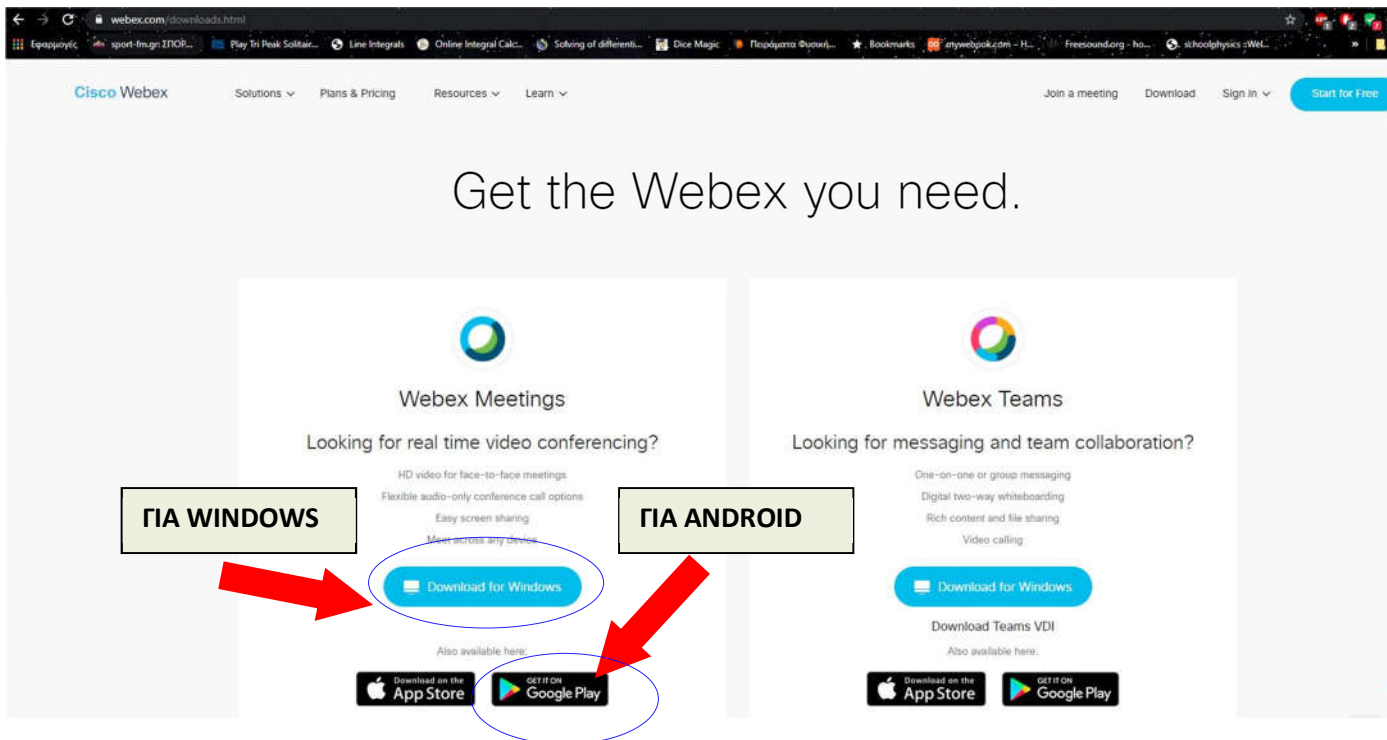 webex.com/downloads.html
Εφαρμογές sport-fm.gr: ΣΠΟΡ... Play Tri Peak Solitair... Line Integrals Online Integral Calc... Solving of differenti... Dice Magic Πειράματα Φυσική... Bookmarks Freesound.org - ho... schoolphysics ::Wel... »
Cisco Webex Solutions Plans & Pricing Resources Learn Join a meeting Download Sign In Start for Free
Get the Webex you need.
Webex Meetings
Looking for real time video conferencing?
HD video for face-to-face meetings
Flexible audio-only conference call options
Easy screen sharing
Meet across any device
ΓΙΑ WINDOWS
ΓΙΑ ANDROID
Download for Windows
Also available here:
Download on the
App Store
GET IT ON
Google Play
Webex Teams
Looking for messaging and team collaboration?
One-on-one or group messaging
Digital two-way whiteboarding
Rich content and file sharing
Video calling
Download for Windows
Download Teams VDI
Also available here:
Download on the
App Store
GET IT ON
Google Play